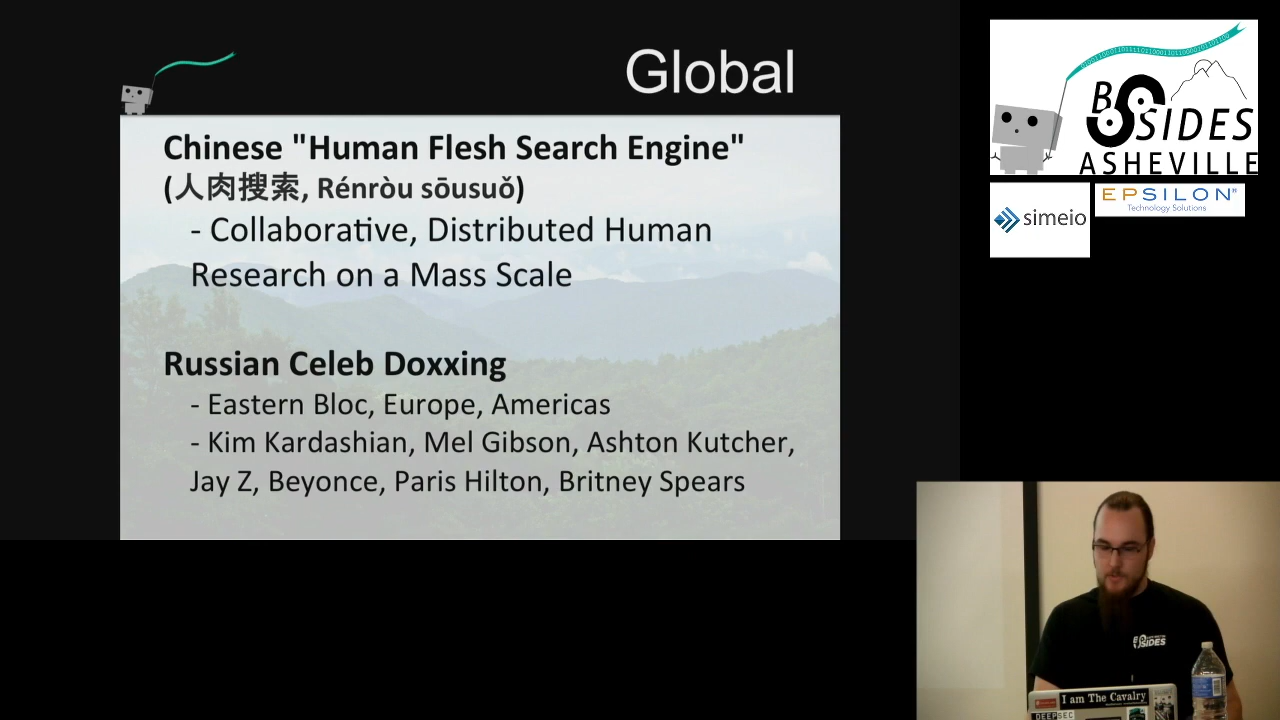 Global
Chinese "Human Flesh Search Engine"
(人肉搜索, Rénròu sōusuǒ)
- Collaborative, Distributed Human
Research on a Mass Scale
Russian Celeb Doxxing
- Eastern Bloc, Europe, Americas
- Kim Kardashian, Mel Gibson, Ashton Kutcher,
Jay Z, Beyonce, Paris Hilton, Britney Spears
BSIDES
ASHEVILLE
simeio
EPSILON®
Technology Solutions
BSIDES
I am The Cavalry
DEEPSEC